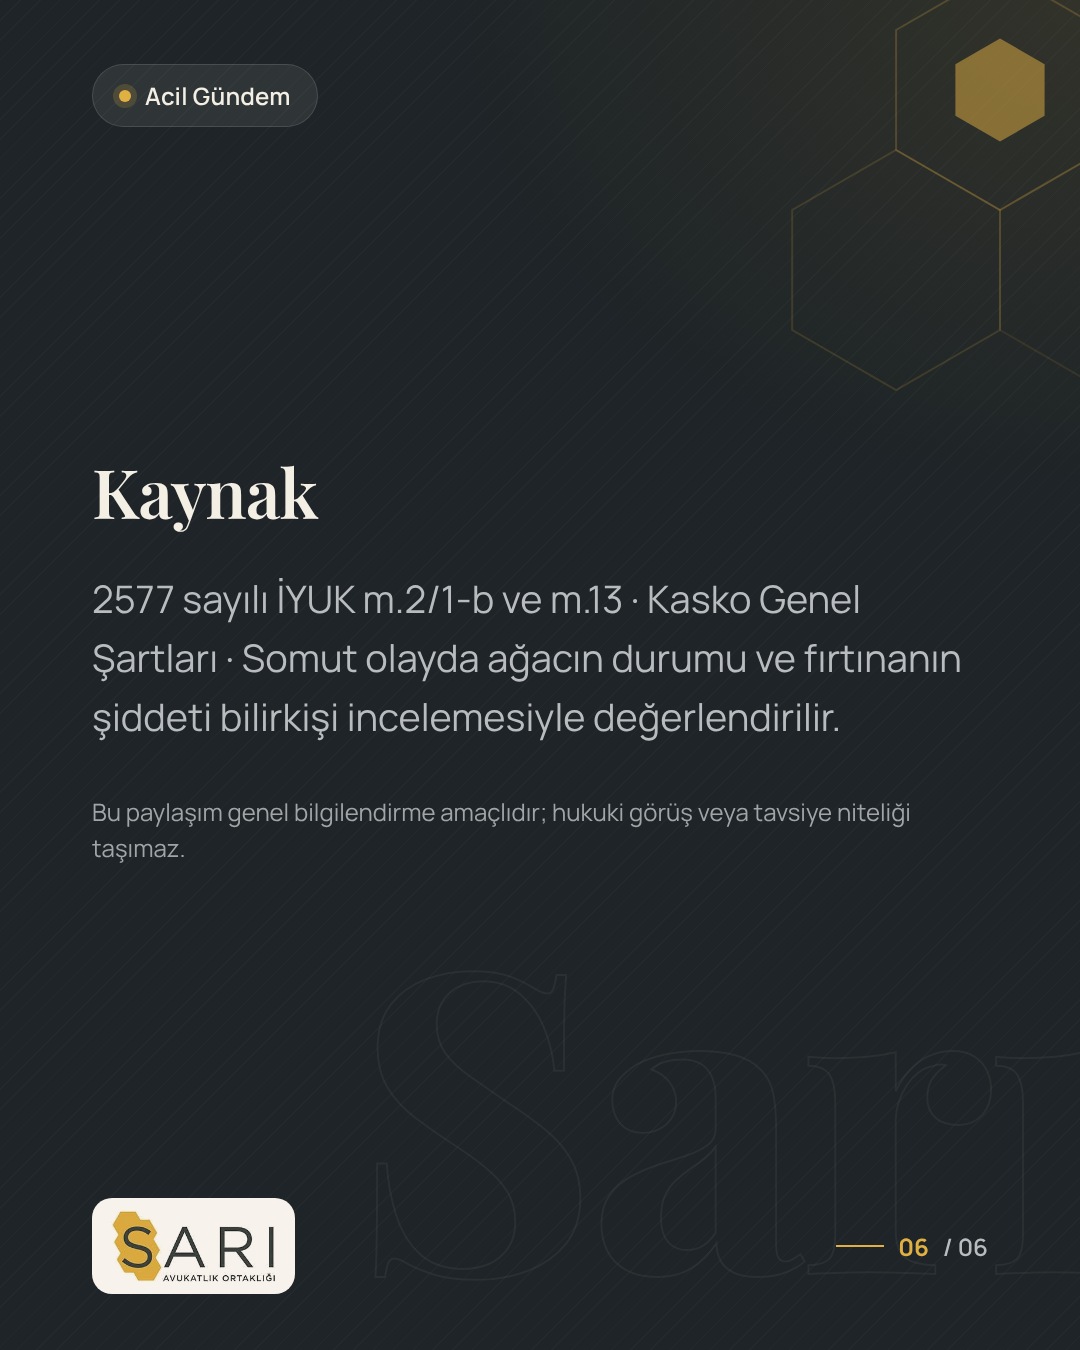 Acil Gündem
Kaynak
2577 sayılı İYUK m.2/1-b ve m.13 · Kasko Genel
Şartları · Somut olayda ağacın durumu ve fırtınanın
şiddeti bilirkişi incelemesiyle değerlendirilir.
Bu paylaşım genel bilgilendirme amaçlıdır; hukuki görüş veya tavsiye niteliği
taşımaz.
Sarı
SARI
AVUKATLIK ORTAKLIĞI
06 / 06